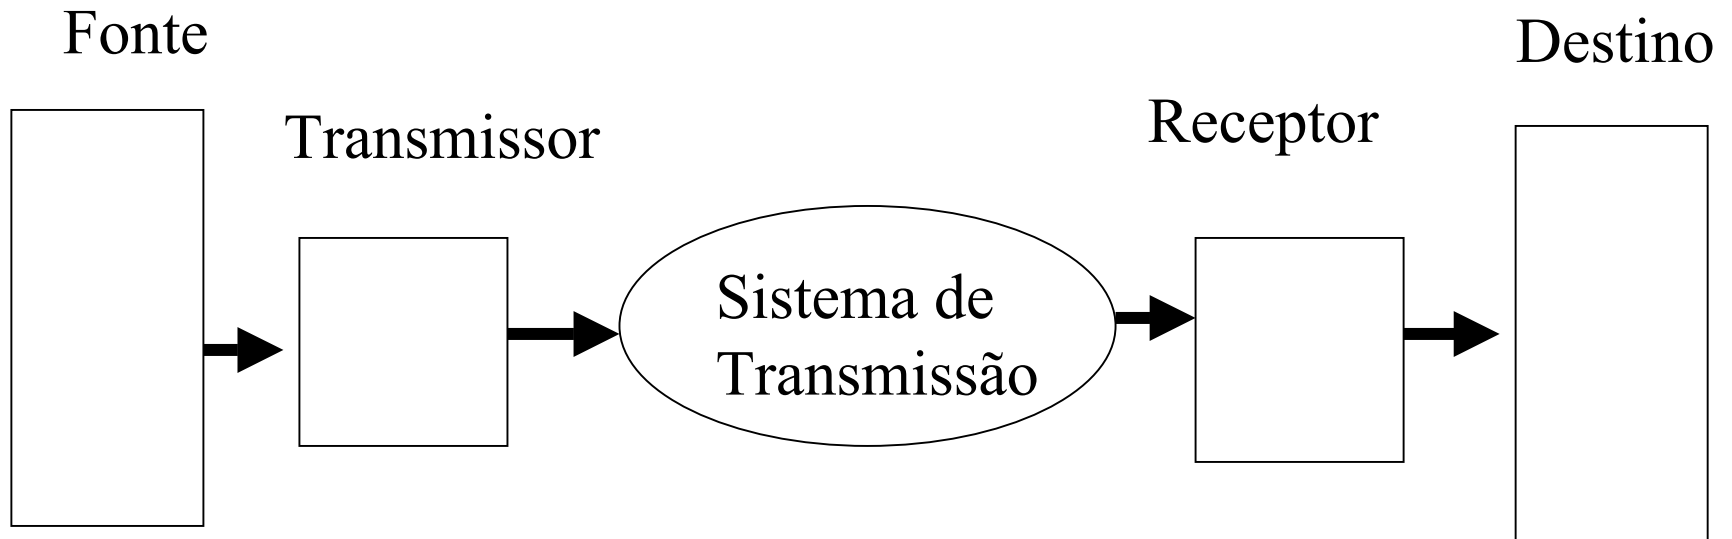 Fonte
Transmissor
Sistema de
Transmissão
Receptor
Destino